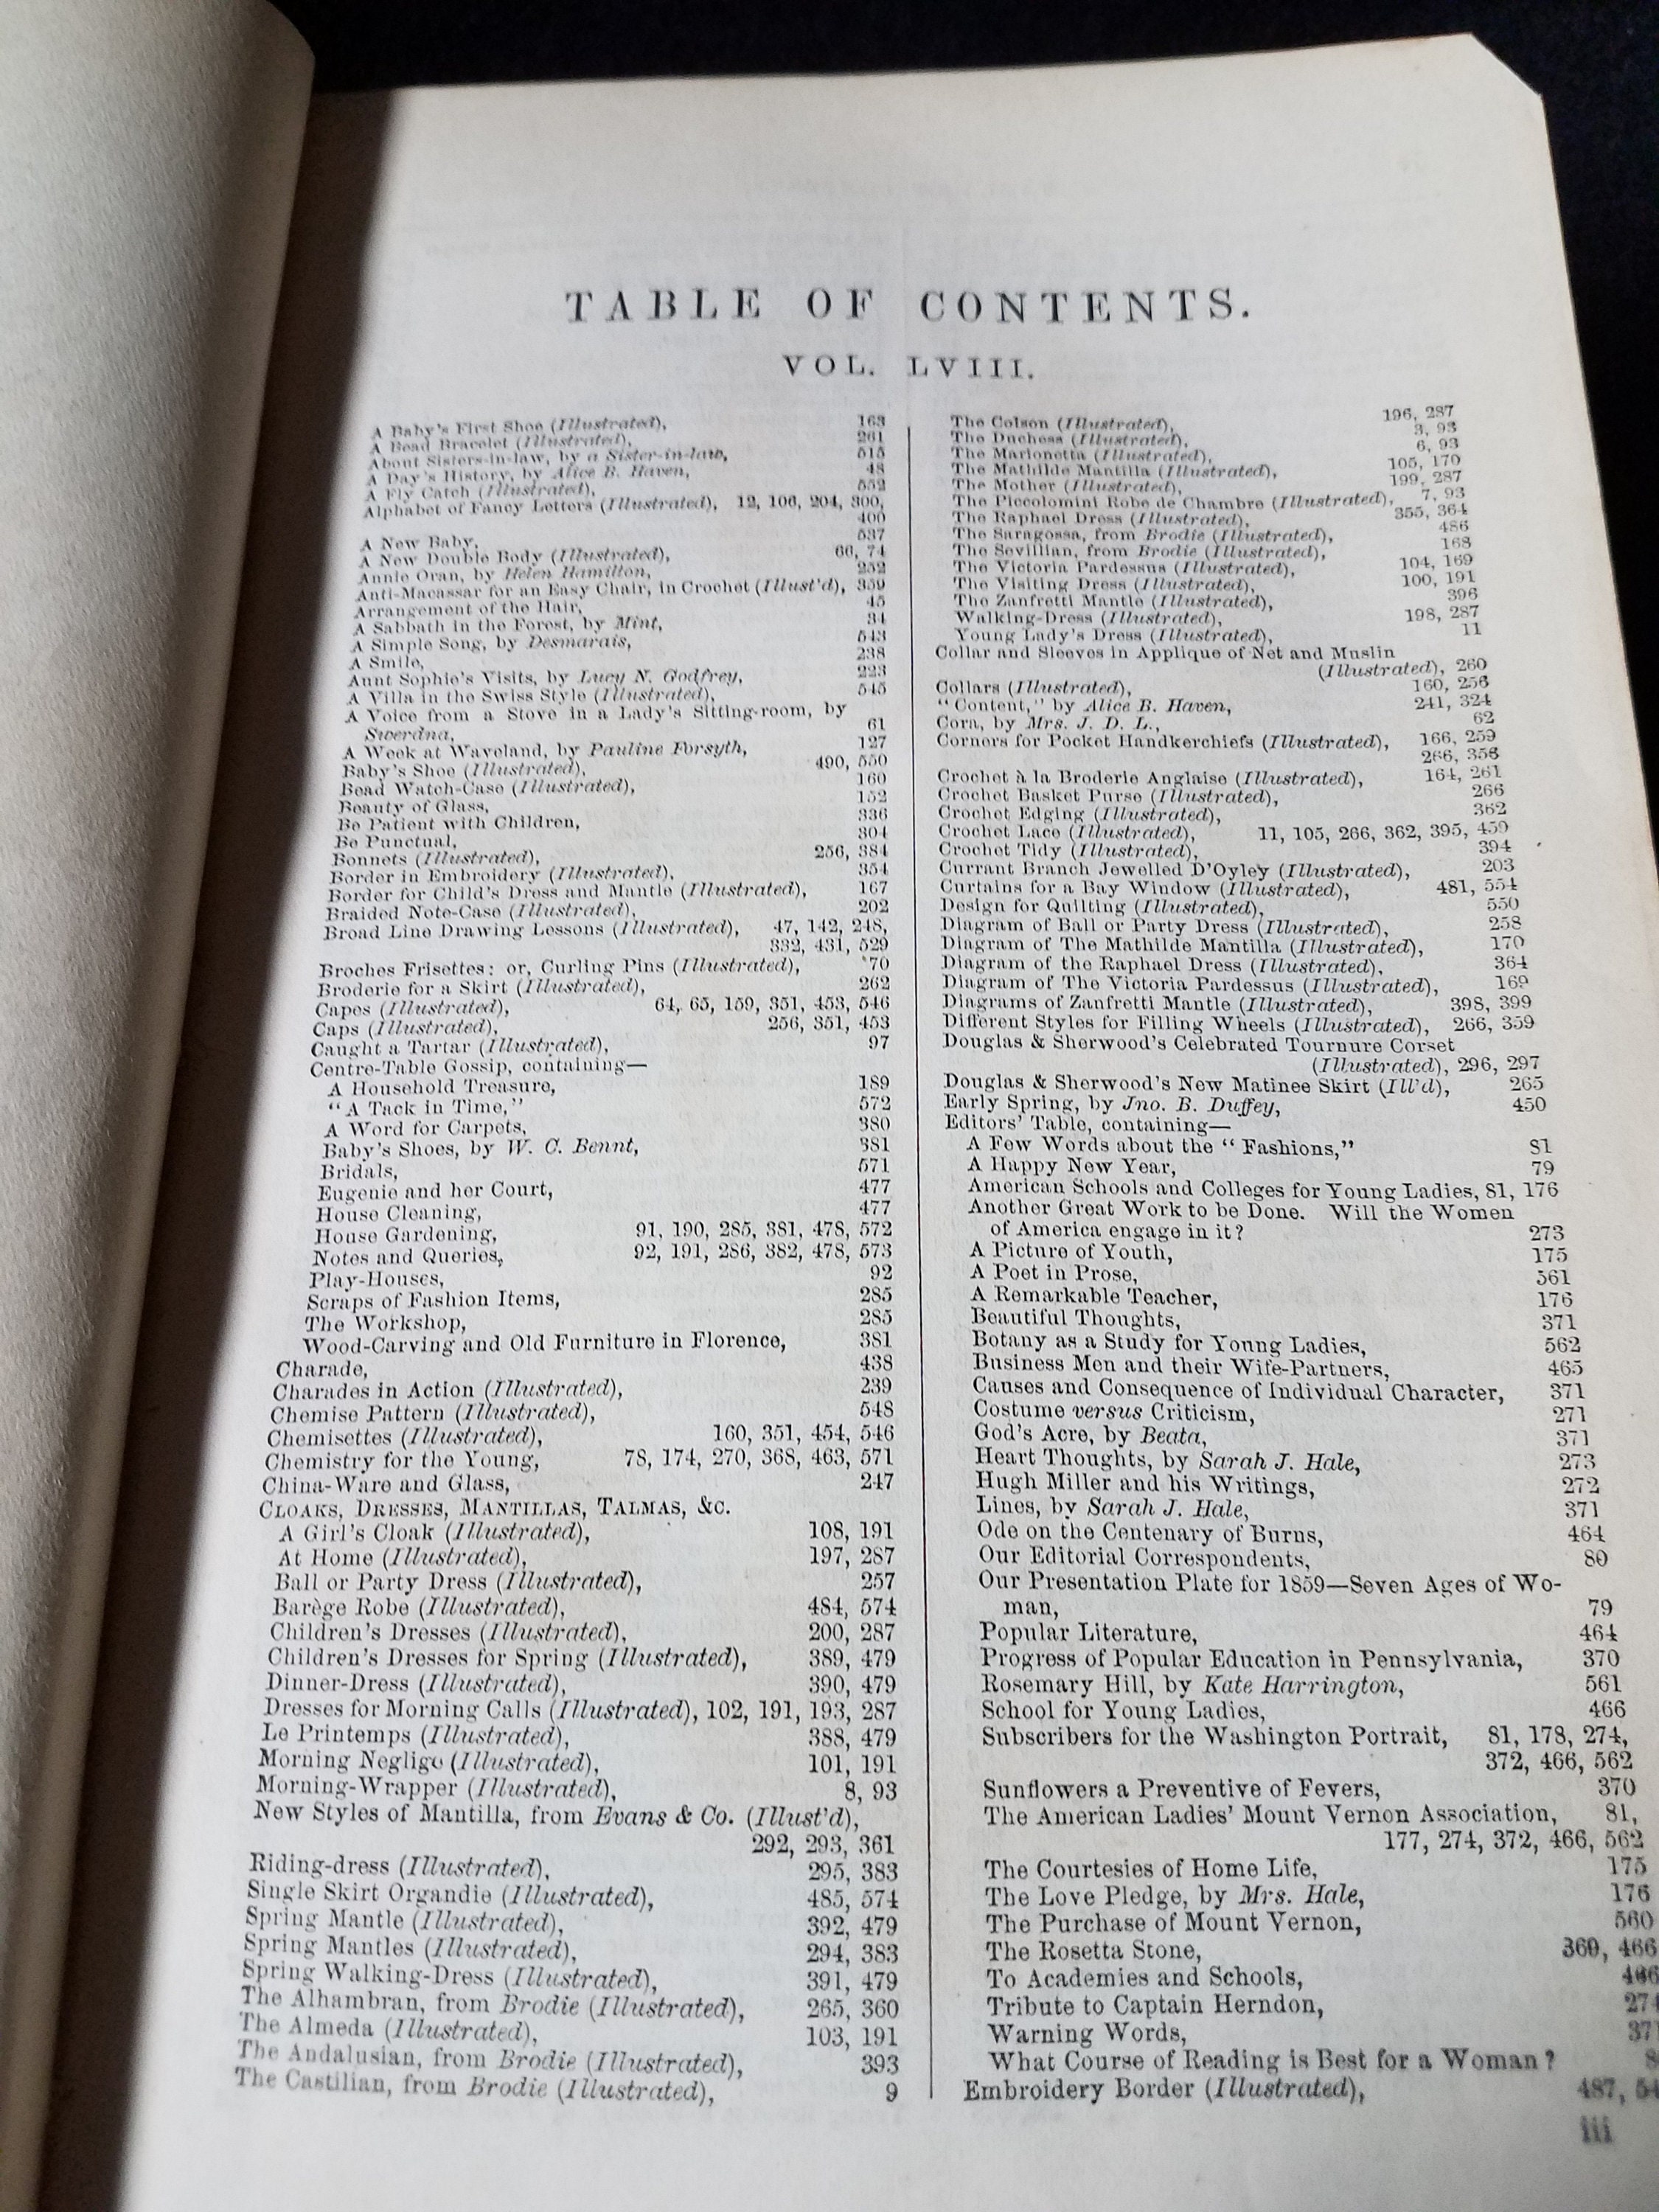 TABLE OF CONTENTS.
VOL. LVIII.
A Baby's First Shoe (Illustrated), 163
A Bead Bracelet (Illustrated), 261
About Sisters-in-law, by a Sister-in-law, 515
A Day's History, by Alice B. Haven, 48
A Fly Catch (Illustrated), 552
Alphabet of Fancy Letters (Illustrated), 12, 106, 204, 300,
400
A New Baby, 537
A New Double Body (Illustrated), 66, 74
Annie Oran, by Helen Hamilton, 252
Anti-Macassar for an Easy Chair, in Crochet (Illust'd), 359
Arrangement of the Hair, 45
A Sabbath in the Forest, by Mint, 34
A Simple Song, by Desmarais, 543
A Smile, 238
Aunt Sophie's Visits, by Lucy N. Godfrey, 223
A Villa in the Swiss Style (Illustrated), 545
A Voice from a Stove in a Lady's Sitting-room, by
Swerdna, 61
A Week at Waveland, by Pauline Forsyth, 127
Baby's Shoe (Illustrated), 490, 550
Bead Watch-Case (Illustrated), 160
Beauty of Glass, 152
Be Patient with Children, 336
Be Punctual, 304
Bonnets (Illustrated), 256, 384
Border in Embroidery (Illustrated), 354
Border for Child's Dress and Mantle (Illustrated), 167
Braided Note-Case (Illustrated), 202
Broad Line Drawing Lessons (Illustrated), 47, 142, 248,
332, 431, 529
Broches Frisettes: or, Curling Pins (Illustrated), 70
Broderie for a Skirt (Illustrated), 262
Capes (Illustrated), 64, 65, 159, 351, 453, 546
Caps (Illustrated), 256, 351, 453
Caught a Tartar (Illustrated), 97
Centre-Table Gossip, containing—
A Household Treasure, 189
"A Tack in Time," 572
A Word for Carpets, 380
Baby's Shoes, by W. C. Bennt, 381
Bridals, 571
Eugenie and her Court, 477
House Cleaning, 477
House Gardening, 91, 190, 285, 381, 478, 572
Notes and Queries, 92, 191, 286, 382, 478, 573
Play-Houses, 92
Scraps of Fashion Items, 285
The Workshop, 285
Wood-Carving and Old Furniture in Florence, 381
Charade, 438
Charades in Action (Illustrated), 239
Chemise Pattern (Illustrated), 548
Chemisettes (Illustrated), 160, 351, 454, 546
Chemistry for the Young, 78, 174, 270, 368, 463, 571
China-Ware and Glass, 247
CLOAKS, DRESSES, MANTILLAS, TALMAS, &c.
A Girl's Cloak (Illustrated), 108, 191
At Home (Illustrated), 197, 287
Ball or Party Dress (Illustrated), 257
Barège Robe (Illustrated), 484, 574
Children's Dresses (Illustrated), 200, 287
Children's Dresses for Spring (Illustrated), 389, 479
Dinner-Dress (Illustrated), 390, 479
Dresses for Morning Calls (Illustrated), 102, 191, 193, 287
Le Printemps (Illustrated), 388, 479
Morning Neglige (Illustrated), 101, 191
Morning-Wrapper (Illustrated), 8, 93
New Styles of Mantilla, from Evans & Co. (Illust'd),
292, 293, 361
Riding-dress (Illustrated), 295, 383
Single Skirt Organdie (Illustrated), 485, 574
Spring Mantle (Illustrated), 392, 479
Spring Mantles (Illustrated), 294, 383
Spring Walking-Dress (Illustrated), 391, 479
The Alhambran, from Brodie (Illustrated), 265, 360
The Almeda (Illustrated), 103, 191
The Andalusian, from Brodie (Illustrated), 393
The Castilian, from Brodie (Illustrated), 9
The Colson (Illustrated), 196, 287
The Duchess (Illustrated), 3, 93
The Marionetta (Illustrated), 6, 93
The Mathilde Mantilla (Illustrated), 105, 170
The Mother (Illustrated), 199, 287
The Piccolomini Robe de Chambre (Illustrated), 7, 93
The Raphael Dress (Illustrated), 355, 364
The Saragossa, from Brodie (Illustrated), 486
The Sevillian, from Brodie (Illustrated), 168
The Victoria Pardessus (Illustrated), 104, 169
The Visiting Dress (Illustrated), 100, 191
The Zanfretti Mantle (Illustrated), 396
Walking-Dress (Illustrated), 198, 287
Young Lady's Dress (Illustrated), 11
Collar and Sleeves in Applique of Net and Muslin
(Illustrated), 260
Collars (Illustrated), 160, 256
"Content," by Alice B. Haven, 241, 324
Cora, by Mrs. J. D. L., 62
Corners for Pocket Handkerchiefs (Illustrated), 166, 259
266, 358
Crochet à la Broderie Anglaise (Illustrated), 164, 261
Crochet Basket Purse (Illustrated), 266
Crochet Edging (Illustrated), 362
Crochet Lace (Illustrated), 11, 105, 266, 362, 395, 459
Crochet Tidy (Illustrated), 394
Currant Branch Jewelled D'Oyley (Illustrated), 203
Curtains for a Bay Window (Illustrated), 481, 554
Design for Quilting (Illustrated), 550
Diagram of Ball or Party Dress (Illustrated), 258
Diagram of The Mathilde Mantilla (Illustrated), 170
Diagram of the Raphael Dress (Illustrated), 364
Diagram of The Victoria Pardessus (Illustrated), 169
Diagrams of Zanfretti Mantle (Illustrated), 398, 399
Different Styles for Filling Wheels (Illustrated), 266, 359
Douglas & Sherwood's Celebrated Tournure Corset
(Illustrated), 296, 297
Douglas & Sherwood's New Matinee Skirt (Ill'd), 265
Early Spring, by Jno. B. Duffey, 450
Editors' Table, containing—
A Few Words about the "Fashions," 81
A Happy New Year, 79
American Schools and Colleges for Young Ladies, 81, 176
Another Great Work to be Done. Will the Women
of America engage in it? 273
A Picture of Youth, 175
A Poet in Prose, 561
A Remarkable Teacher, 176
Beautiful Thoughts, 371
Botany as a Study for Young Ladies, 562
Business Men and their Wife-Partners, 465
Causes and Consequence of Individual Character, 371
Costume versus Criticism, 271
God's Acre, by Beata, 371
Heart Thoughts, by Sarah J. Hale, 273
Hugh Miller and his Writings, 272
Lines, by Sarah J. Hale, 371
Ode on the Centenary of Burns, 464
Our Editorial Correspondents, 80
Our Presentation Plate for 1859—Seven Ages of Wo-
man, 79
Popular Literature, 464
Progress of Popular Education in Pennsylvania, 370
Rosemary Hill, by Kate Harrington, 561
School for Young Ladies, 466
Subscribers for the Washington Portrait, 81, 178, 274,
372, 466, 562
Sunflowers a Preventive of Fevers, 370
The American Ladies' Mount Vernon Association, 81,
177, 274, 372, 466, 562
The Courtesies of Home Life, 175
The Love Pledge, by Mrs. Hale, 176
The Purchase of Mount Vernon, 560
The Rosetta Stone, 369, 466
To Academies and Schools, 466
Tribute to Captain Herndon, 274
Warning Words, 371
What Course of Reading is Best for a Woman?
Embroidery Border (Illustrated), 487,
iii